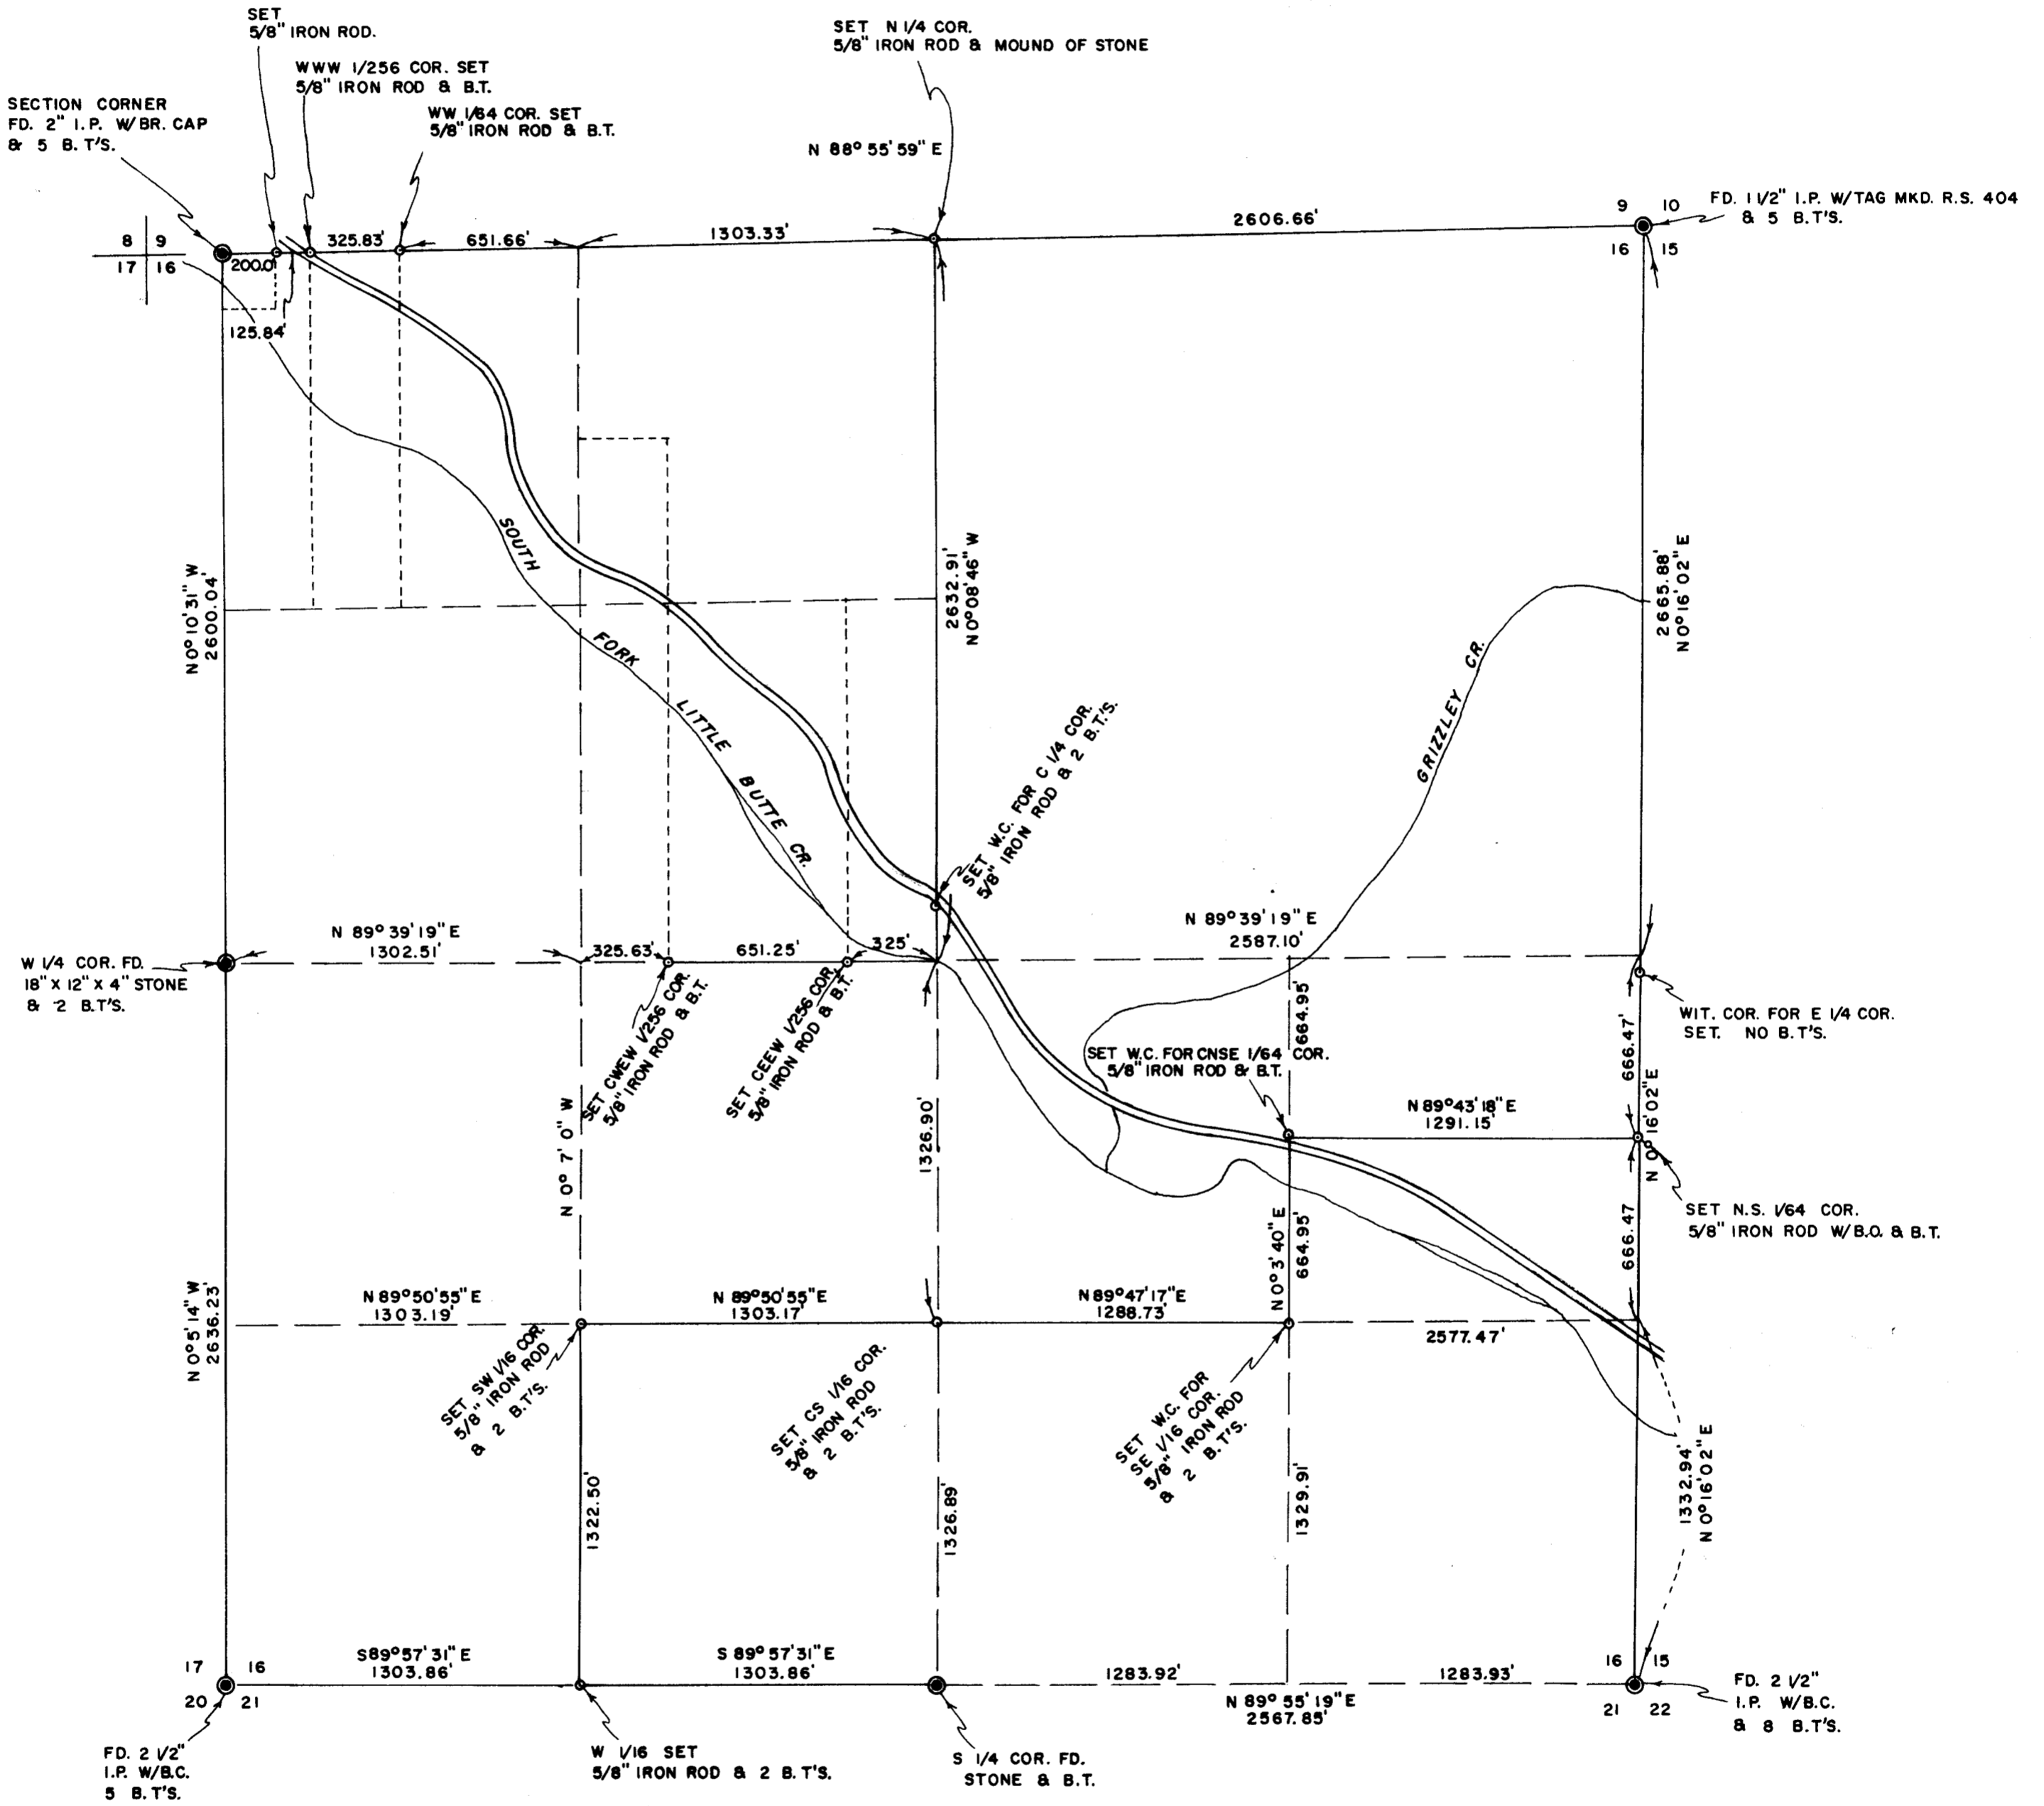 SET
5/8" IRON ROD.
WWW 1/256 COR. SET
5/8" IRON ROD & B.T.
WW 1/64 COR. SET
5/8" IRON ROD & B.T.
SECTION CORNER
FD. 2" I.P. W/BR. CAP
& 5 B.T'S.
SET N 1/4 COR.
5/8" IRON ROD & MOUND OF STONE
N 88° 55' 59" E
FD. 1 1/2" I.P. W/TAG MKD. R.S. 404
& 5 B.T'S.
9 10
16 15
8 9
17 16
200.0'
325.83'
651.66'
1303.33'
2606.66'
125.84'
SOUTH
FORK
LITTLE
BUTTE
CR.
GRIZZLEY CR.
N 0° 10' 31" W
2600.04'
2632.91'
N 0° 08' 46" W
2665.88'
N 0° 16' 02" E
SET W.C. FOR C 1/4 COR.
5/8" IRON ROD & 2 B.T.'S.
W 1/4 COR. FD.
18" X 12" X 4" STONE
& 2 B.T'S.
N 89° 39' 19" E
1302.51'
325.63'
651.25'
325'
N 89° 39' 19" E
2587.10'
SET CWEW 1/256 COR.
5/8" IRON ROD & B.T.
SET CEEW 1/256 COR.
5/8" IRON ROD & B.T.
664.95'
WIT. COR. FOR E 1/4 COR.
SET. NO B.T'S.
666.47'
SET W.C. FOR CNSE 1/64 COR.
5/8" IRON ROD & B.T.
N 89° 43' 18" E
1291.15'
N 0° 16' 02" E
N 0° 7' 0" W
1326.90'
SET N.S. 1/64 COR.
5/8" IRON ROD W/B.O. & B.T.
N 0° 3' 40" E
664.95'
666.47
N 0° 5' 14" W
2636.23'
N 89° 50' 55" E
1303.19'
N 89° 50' 55" E
1303.17'
N 89° 47' 17" E
1288.73'
2577.47'
SET SW 1/16 COR.
5/8" IRON ROD
& 2 B.T'S.
SET CS 1/16 COR.
5/8" IRON ROD
& 2 B.T'S.
SET W.C. FOR
SE 1/16 COR.
5/8" IRON ROD
& 2 B.T'S.
1322.50'
1326.89'
1329.91'
1332.94'
N 0° 16' 02" E
S 89° 57' 31" E
1303.86'
S 89° 57' 31" E
1303.86'
1283.92'
1283.93'
N 89° 55' 19" E
2567.85'
17 16
20 21
16 15
21 22
FD. 2 1/2"
I.P. W/B.C.
& 8 B.T'S.
FD. 2 1/2"
I.P. W/B.C.
5 B.T'S.
W 1/16 SET
5/8" IRON ROD & 2 B.T'S.
S 1/4 COR. FD.
STONE & B.T.